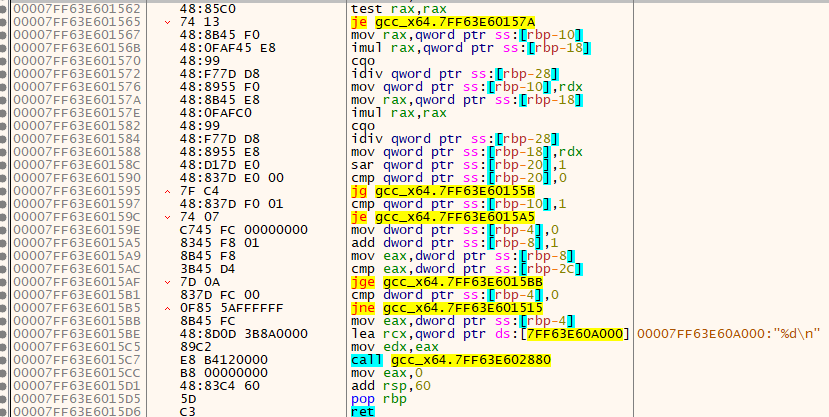 00007FF63E601562 48:85C0 test rax,rax
00007FF63E601565 74 13 je gcc_x64.7FF63E60157A
00007FF63E601567 48:8B45 F0 mov rax,qword ptr ss:[rbp-10]
00007FF63E60156B 48:0FAF45 E8 imul rax,qword ptr ss:[rbp-18]
00007FF63E601570 48:99 cqo
00007FF63E601572 48:F77D D8 idiv qword ptr ss:[rbp-28]
00007FF63E601576 48:8955 F0 mov qword ptr ss:[rbp-10],rdx
00007FF63E60157A 48:8B45 E8 mov rax,qword ptr ss:[rbp-18]
00007FF63E60157E 48:0FAFC0 imul rax,rax
00007FF63E601582 48:99 cqo
00007FF63E601584 48:F77D D8 idiv qword ptr ss:[rbp-28]
00007FF63E601588 48:8955 E8 mov qword ptr ss:[rbp-18],rdx
00007FF63E60158C 48:D17D E0 sar qword ptr ss:[rbp-20],1
00007FF63E601590 48:837D E0 00 cmp qword ptr ss:[rbp-20],0
00007FF63E601595 7F C4 jg gcc_x64.7FF63E60155B
00007FF63E601597 48:837D F0 01 cmp qword ptr ss:[rbp-10],1
00007FF63E60159C 74 07 je gcc_x64.7FF63E6015A5
00007FF63E60159E C745 FC 00000000 mov dword ptr ss:[rbp-4],0
00007FF63E6015A5 8345 F8 01 add dword ptr ss:[rbp-8],1
00007FF63E6015A9 8B45 F8 mov eax,dword ptr ss:[rbp-8]
00007FF63E6015AC 3B45 D4 cmp eax,dword ptr ss:[rbp-2C]
00007FF63E6015AF 7D 0A jge gcc_x64.7FF63E6015BB
00007FF63E6015B1 837D FC 00 cmp dword ptr ss:[rbp-4],0
00007FF63E6015B5 0F85 5AFFFFFF jne gcc_x64.7FF63E601515
00007FF63E6015BB 8B45 FC mov eax,dword ptr ss:[rbp-4]
00007FF63E6015BE 48:8D0D 3B8A0000 lea rcx,qword ptr ds:[7FF63E60A000] 00007FF63E60A000:"%d\n"
00007FF63E6015C5 89C2 mov edx,eax
00007FF63E6015C7 E8 B4120000 call gcc_x64.7FF63E602880
00007FF63E6015CC B8 00000000 mov eax,0
00007FF63E6015D1 48:83C4 60 add rsp,60
00007FF63E6015D5 5D pop rbp
00007FF63E6015D6 C3 ret